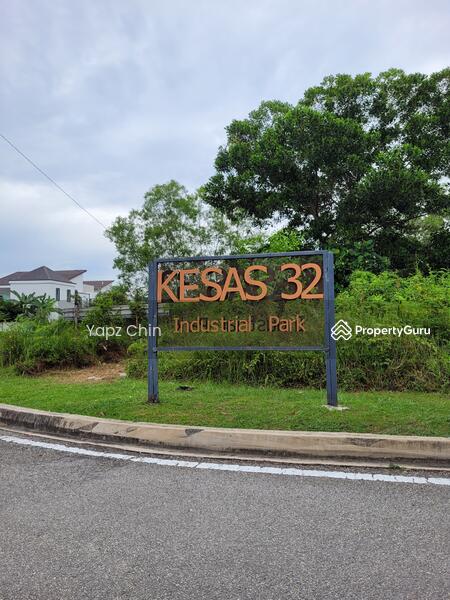 KESAS 32
Industrial Park
Yapz Chin
PropertyGuru